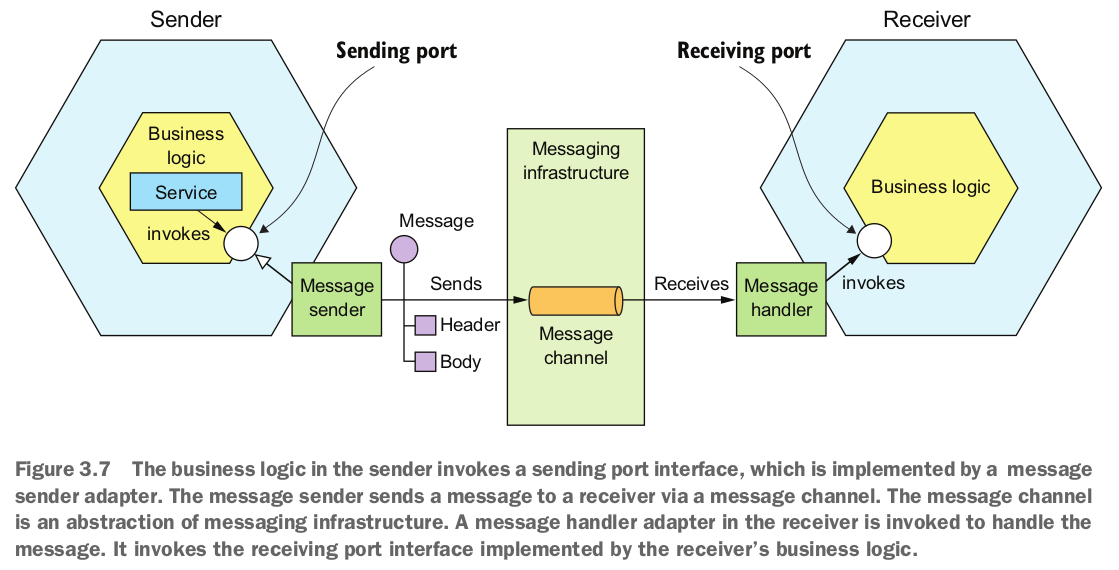 Sender
Receiver
Sending port
Receiving port
Business
logic
Service
invokes
Message
sender
Message
Sends
Header
Body
Messaging
infrastructure
Message
channel
Receives
Message
handler
Business logic
invokes
Figure 3.7 The business logic in the sender invokes a sending port interface, which is implemented by a message
sender adapter. The message sender sends a message to a receiver via a message channel. The message channel
is an abstraction of messaging infrastructure. A message handler adapter in the receiver is invoked to handle the
message. It invokes the receiving port interface implemented by the receiver’s business logic.